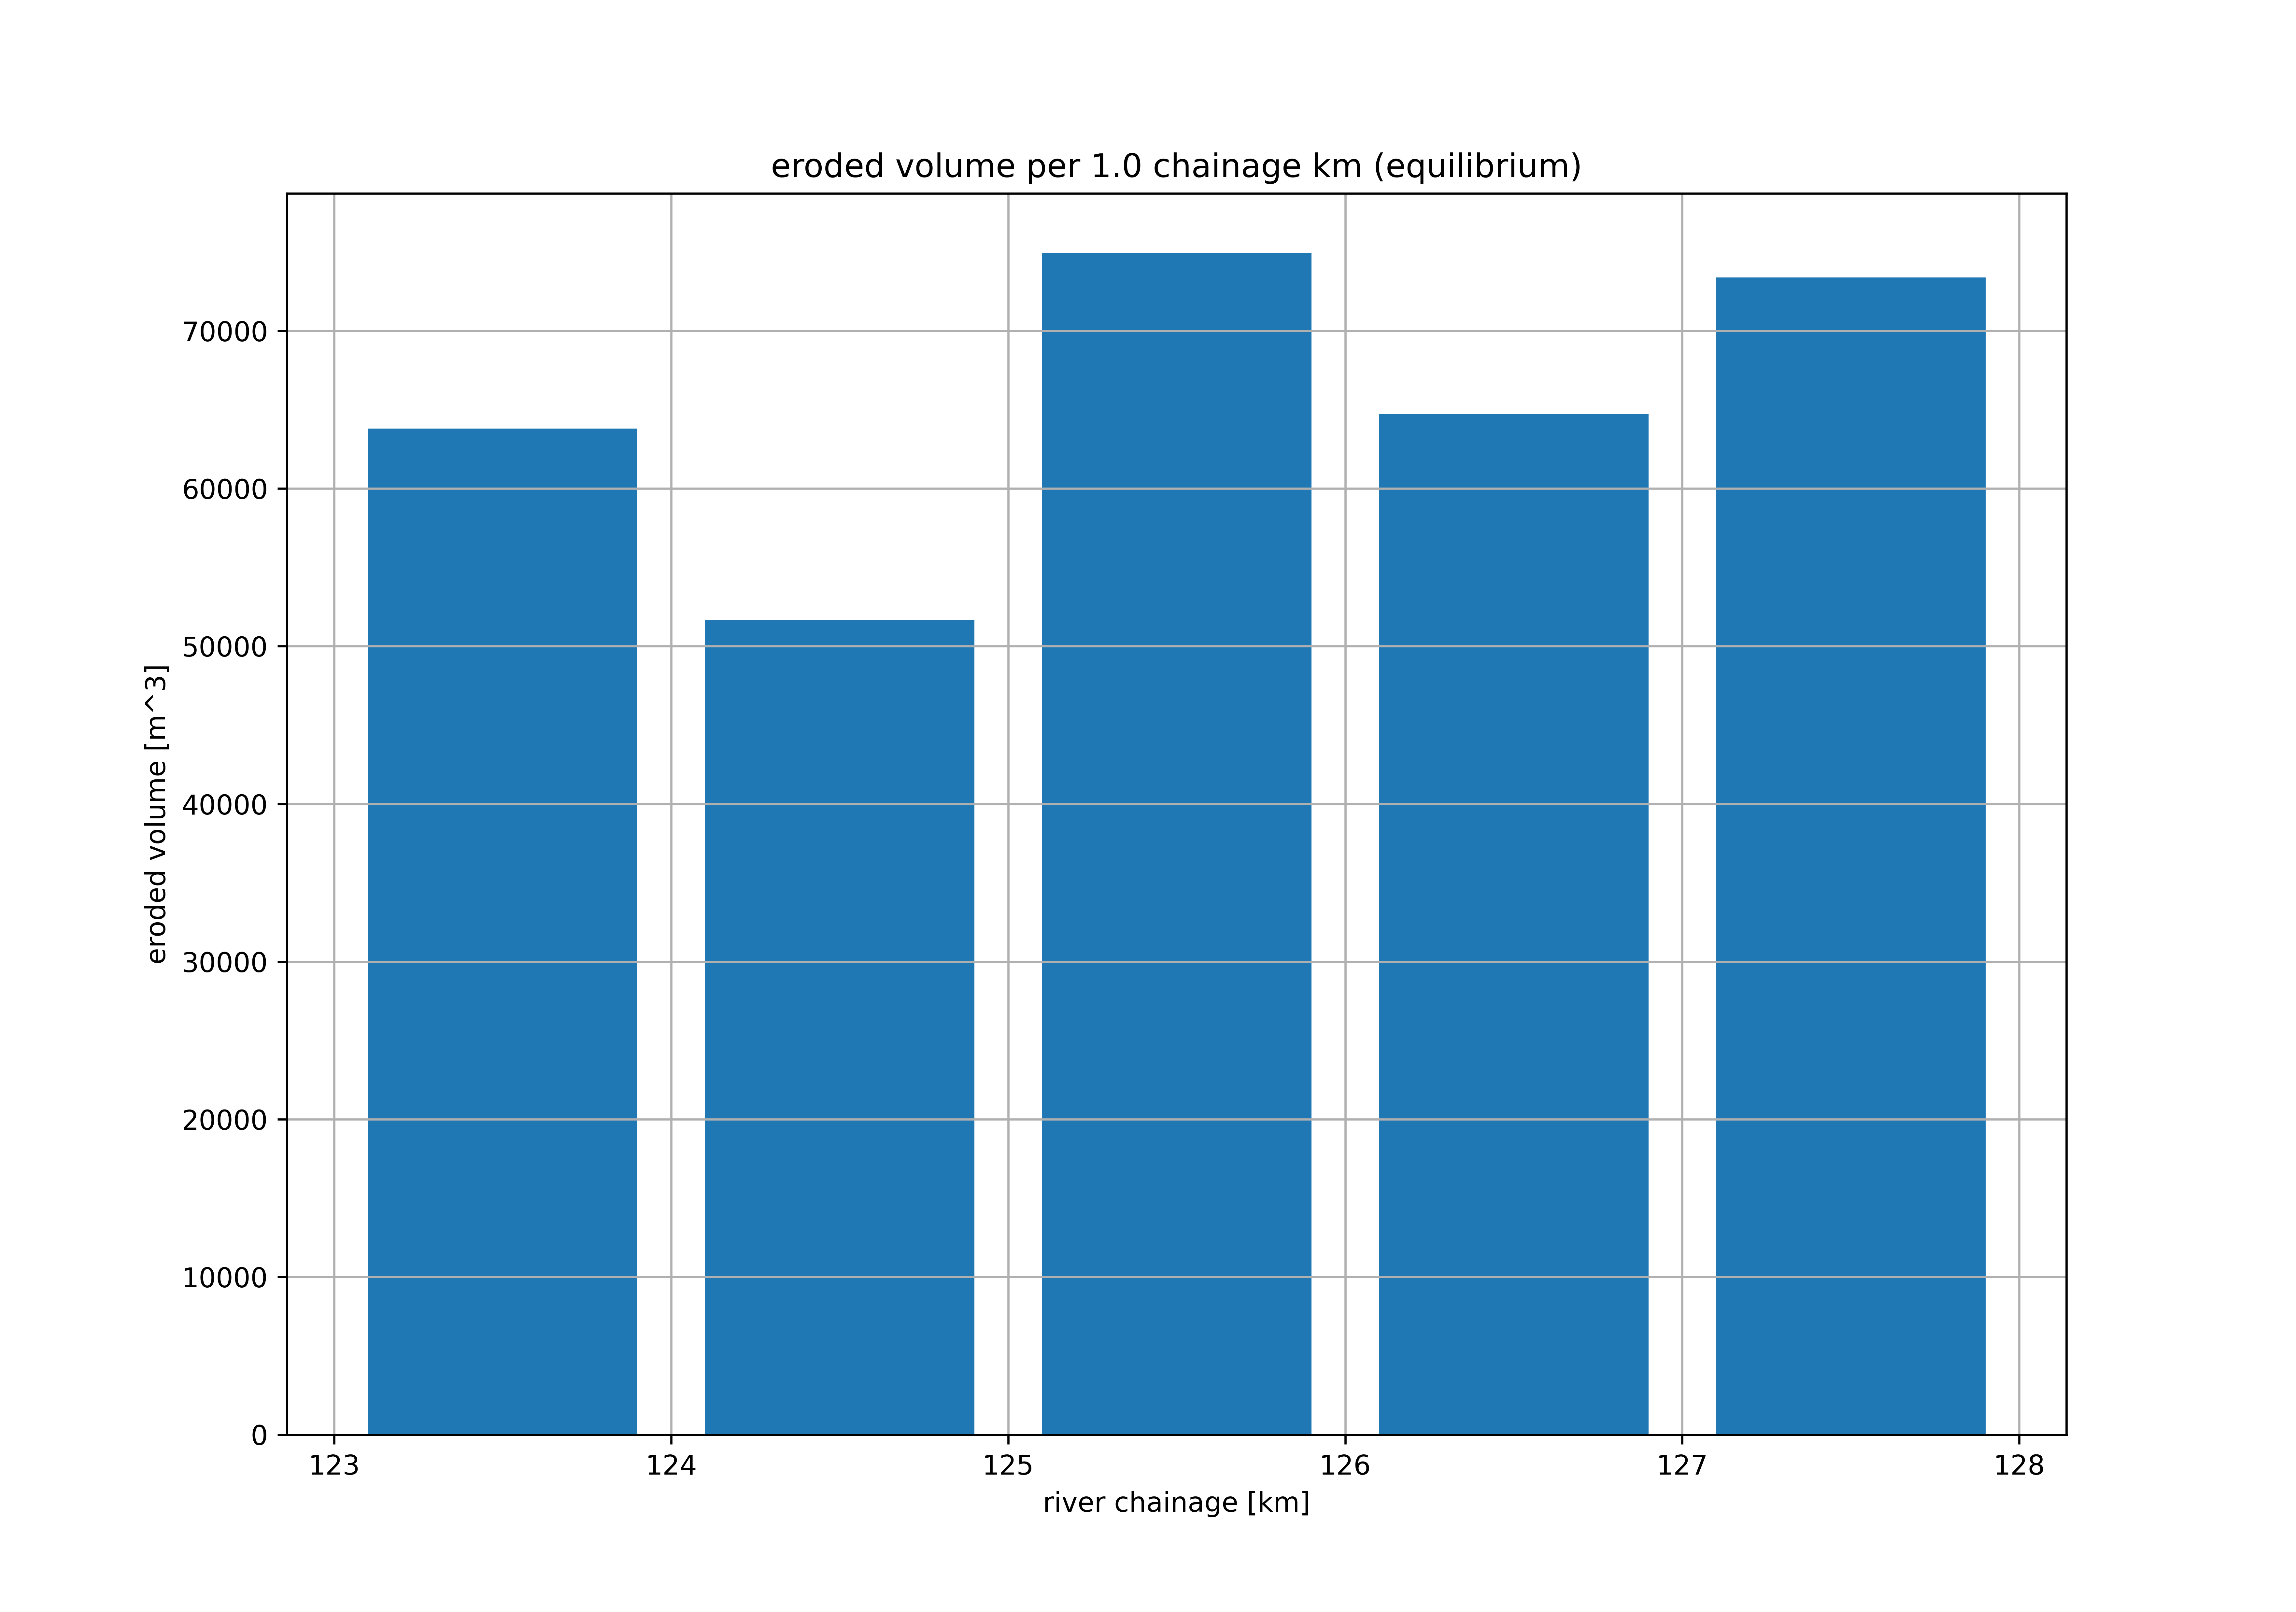 eroded volume per 1.0 chainage km (equilibrium)
eroded volume [m^3]
70000
60000
50000
40000
30000
20000
10000
0
123 124 125 126 127 128
river chainage [km]